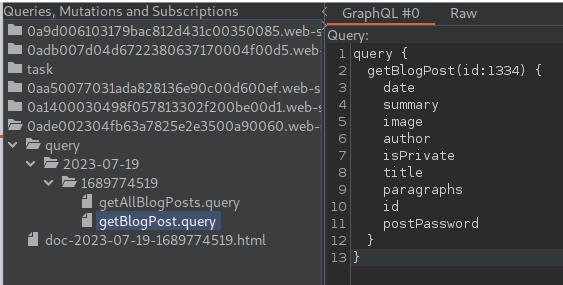 Queries, Mutations and Subscriptions
0a9d006103179bac812d431c00350085.web-s
0adb007d04d6722380637170004f00d5.web-
task
0aa50077031ada828136e90c00d600ef.web-s
0a1400030498f057813302f200be00d1.web-s
0ade002304fb63a7825e2e3500a90060.web-
query
2023-07-19
1689774519
getAllBlogPosts.query
getBlogPost.query
doc-2023-07-19-1689774519.html
GraphQL #0 Raw
Query:
1 query {
2 getBlogPost(id:1334) {
3 date
4 summary
5 image
6 author
7 isPrivate
8 title
9 paragraphs
10 id
11 postPassword
12 }
13 }